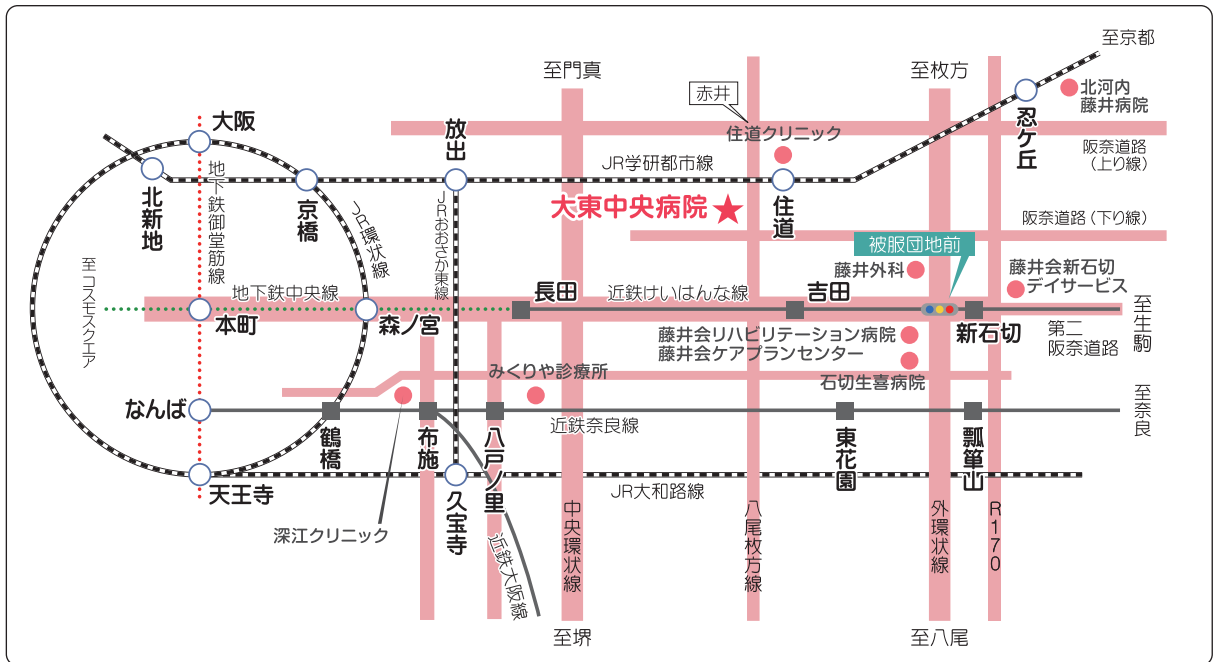 至京都
至門真
至枚方
赤井
北河内
藤井病院
大阪
放出
住道クリニック
忍ケ丘
阪奈道路
（上り線）
JR学研都市線
北新地
地下鉄御堂筋線
京橋
JR環状線
JRおおさか東線
大東中央病院
住道
阪奈道路（下り線）
被服団地前
至 コスモスクエア
地下鉄中央線
長田
近鉄けいはんな線
吉田
藤井外科
藤井会新石切
デイサービス
本町
森ノ宮
新石切
第二
阪奈道路
至生駒
藤井会リハビリテーション病院
藤井会ケアプランセンター
みくりや診療所
石切生喜病院
なんば
鶴橋
布施
八戸ノ里
近鉄奈良線
東花園
瓢箪山
至奈良
天王寺
久宝寺
JR大和路線
深江クリニック
近鉄大阪線
中央環状線
八尾枚方線
外環状線
R170
至堺
至八尾